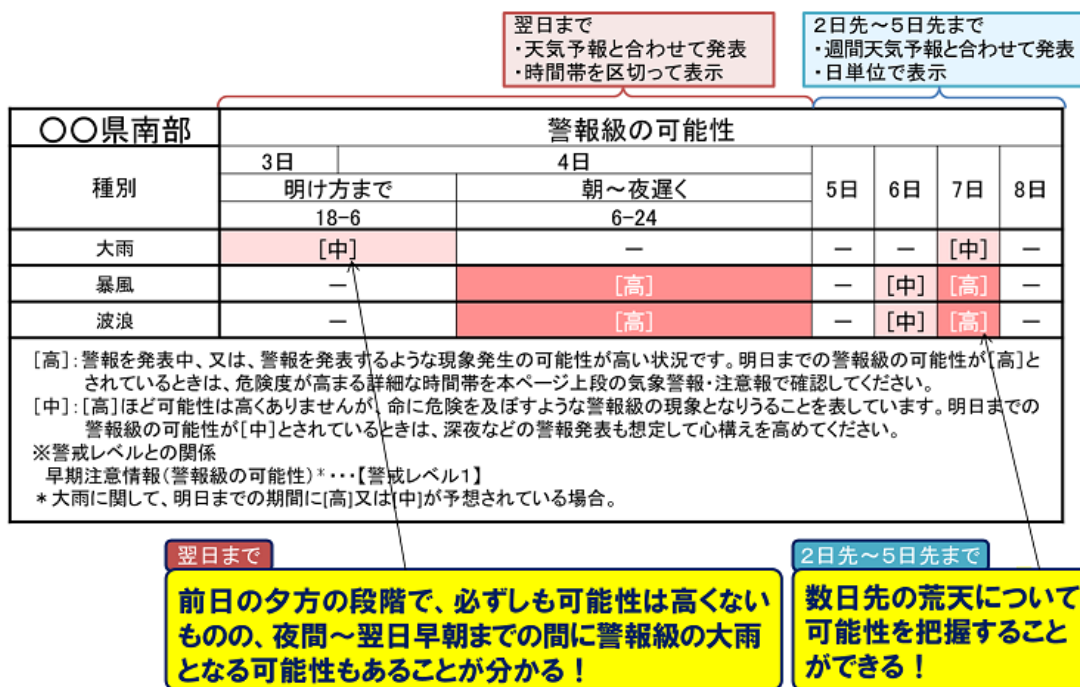 翌日まで
・天気予報と合わせて発表
・時間帯を区切って表示
2日先～5日先まで
・週間天気予報と合わせて発表
・日単位で表示
〇〇県南部
警報級の可能性
種別
3日
4日
明け方まで
朝～夜遅く
18-6
6-24
5日
6日
7日
8日
大雨
[中]
－
－
－
[中]
－
暴風
－
[高]
－
[中]
[高]
－
波浪
－
[高]
－
[中]
[高]
－
[高]:警報を発表中、又は、警報を発表するような現象発生の可能性が高い状況です。明日までの警報級の可能性が[高]と
されているときは、危険度が高まる詳細な時間帯を本ページ上段の気象警報・注意報で確認してください。
[中]:[高]ほど可能性は高くありませんが、命に危険を及ぼすような警報級の現象となりうることを表しています。明日までの
警報級の可能性が[中]とされているときは、深夜などの警報発表も想定して心構えを高めてください。
※警戒レベルとの関係
早期注意情報(警報級の可能性)*･･･【警戒レベル1】
*大雨に関して、明日までの期間に[高]又は[中]が予想されている場合。
翌日まで
前日の夕方の段階で、必ずしも可能性は高くない
ものの、夜間～翌日早朝までの間に警報級の大雨
となる可能性もあることが分かる！
2日先～5日先まで
数日先の荒天について
可能性を把握すること
ができる！